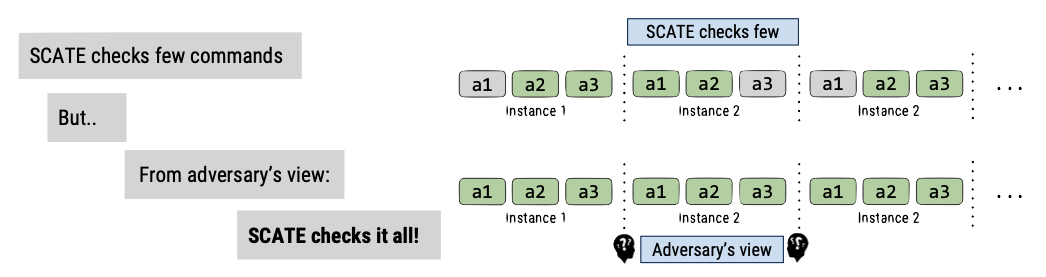 SCATE checks few commands
But..
From adversary's view:
SCATE checks it all!
SCATE checks few
a1 a2 a3 a1 a2 a3 a1 a2 a3 ...
Instance 1 Instance 2 Instance 2
a1 a2 a3 a1 a2 a3 a1 a2 a3 ...
Instance 1 Instance 2 Instance 2
Adversary's view